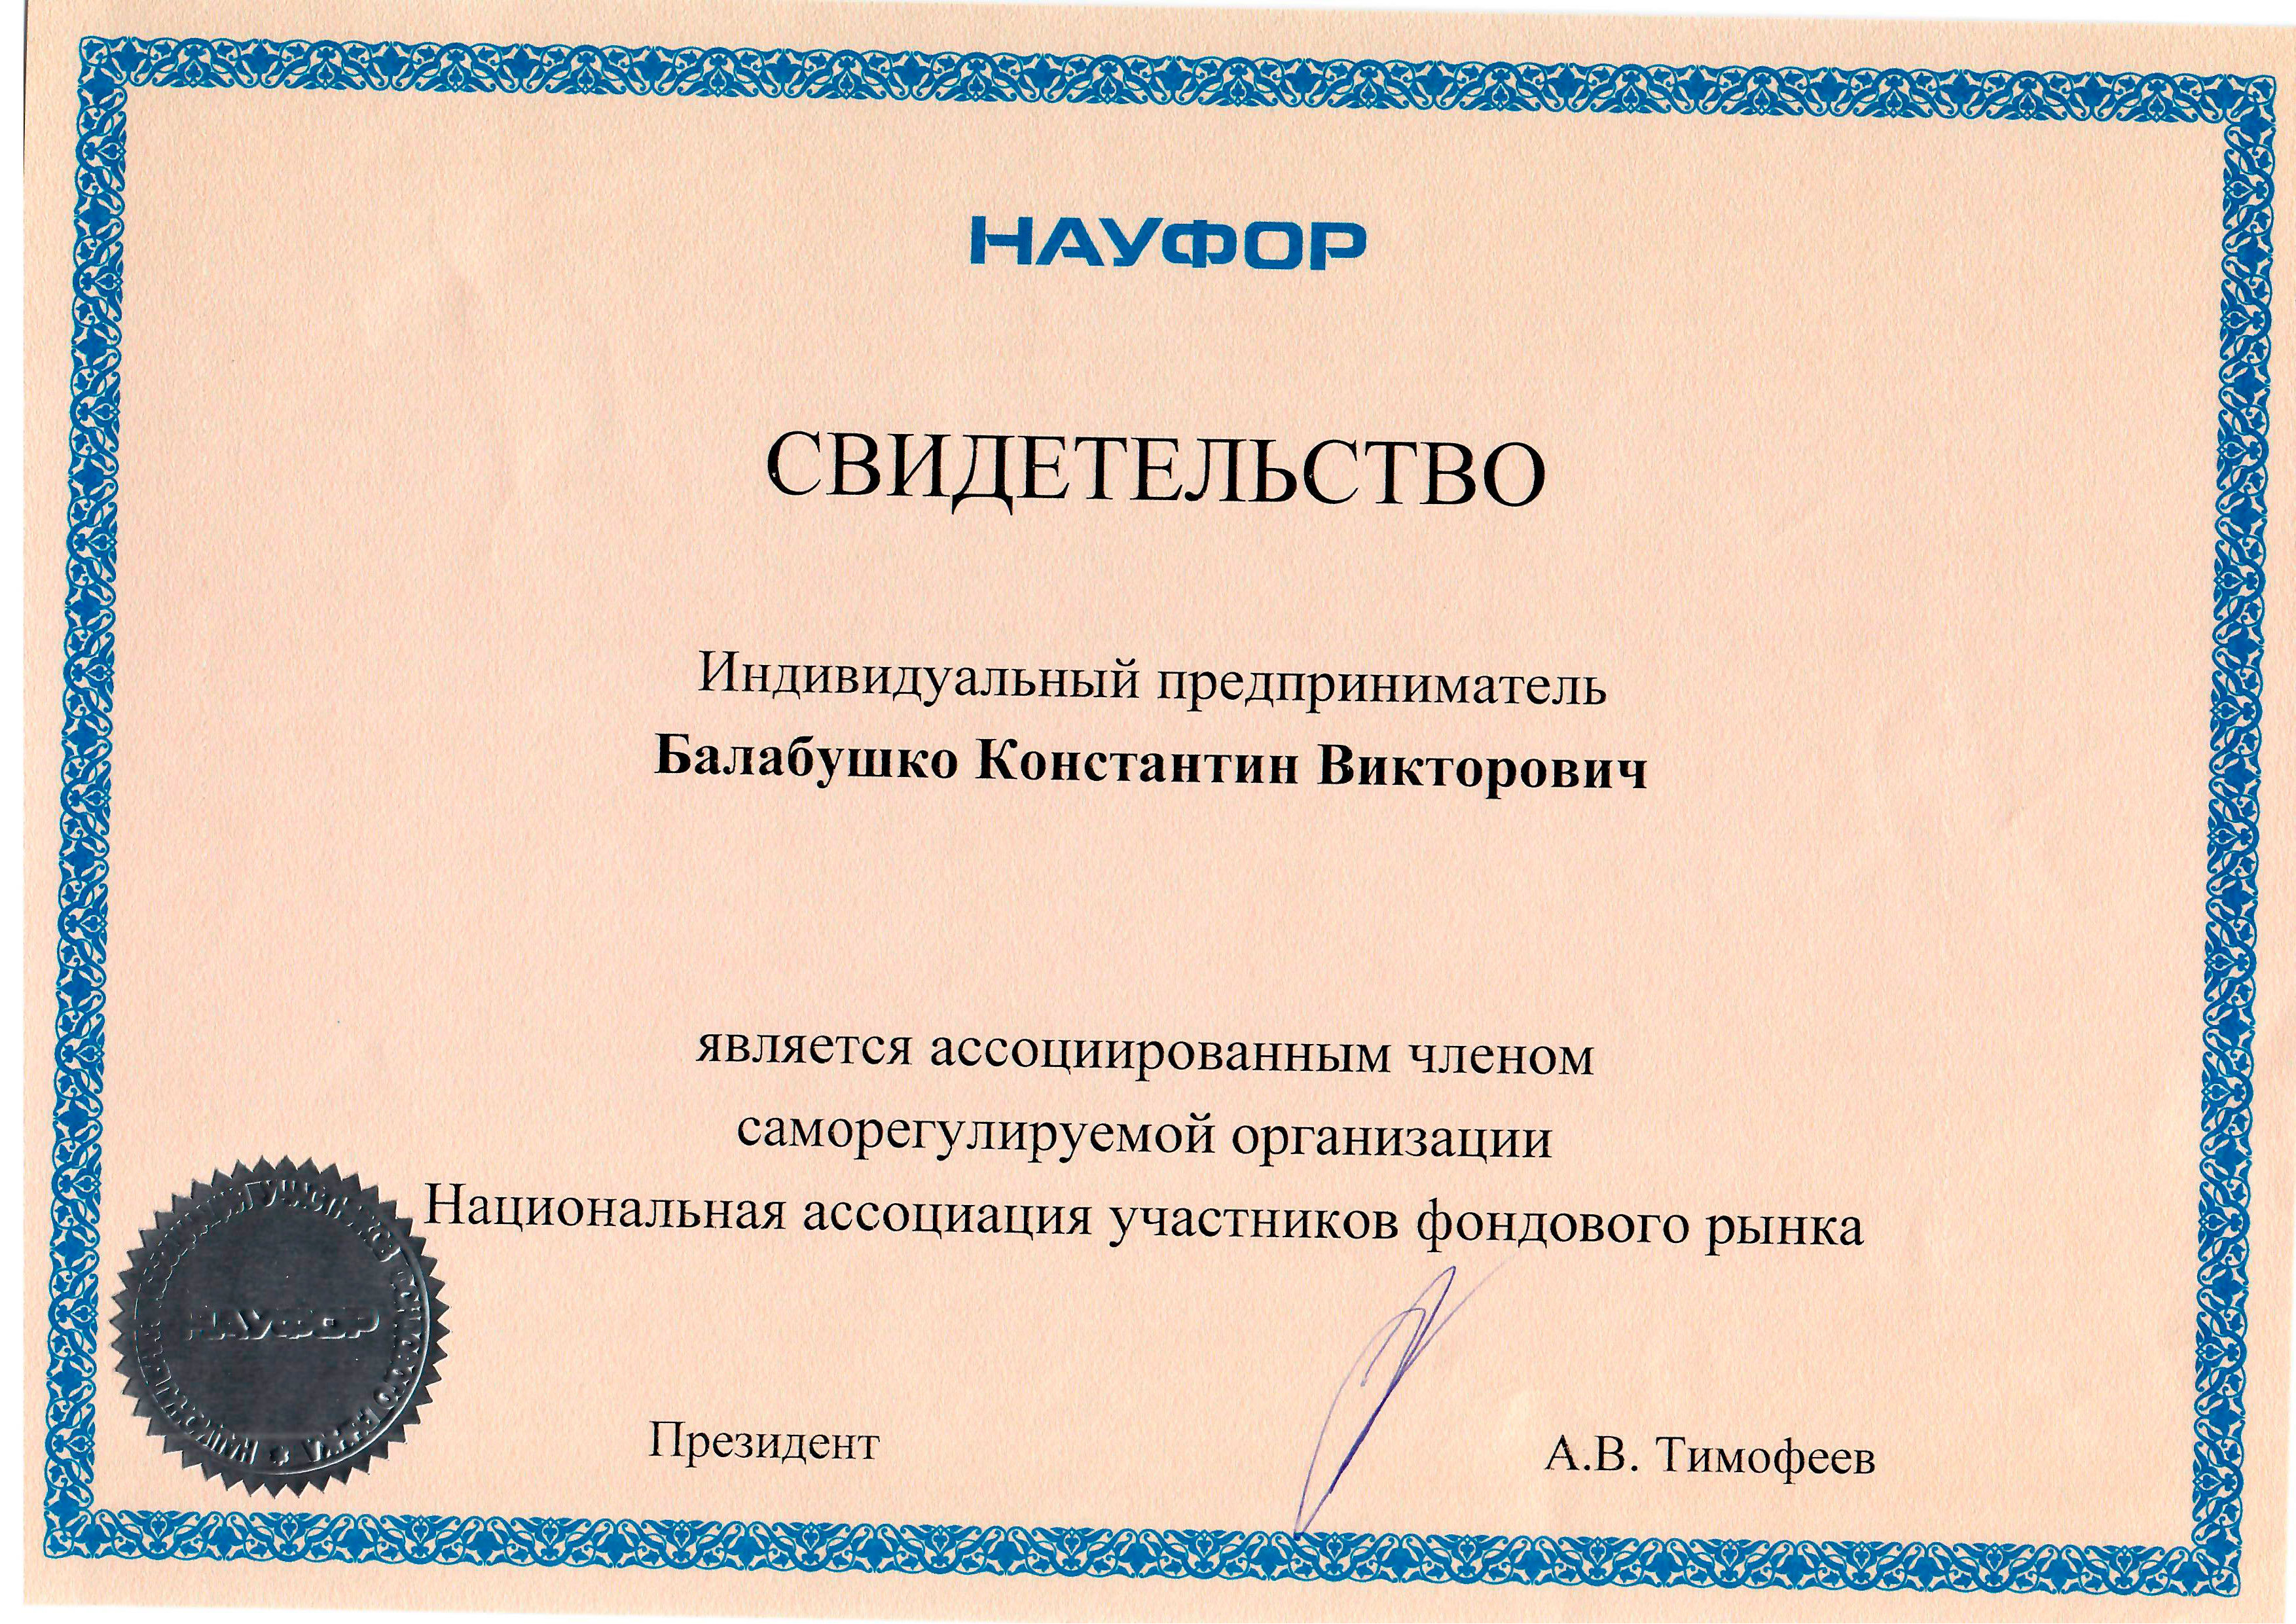 НАУФОР
СВИДЕТЕЛЬСТВО
Индивидуальный предприниматель
Балабушко Константин Викторович
является ассоциированным членом
саморегулируемой организации
Национальная ассоциация участников фондового рынка
НАУФОР
Президент
А.В. Тимофеев